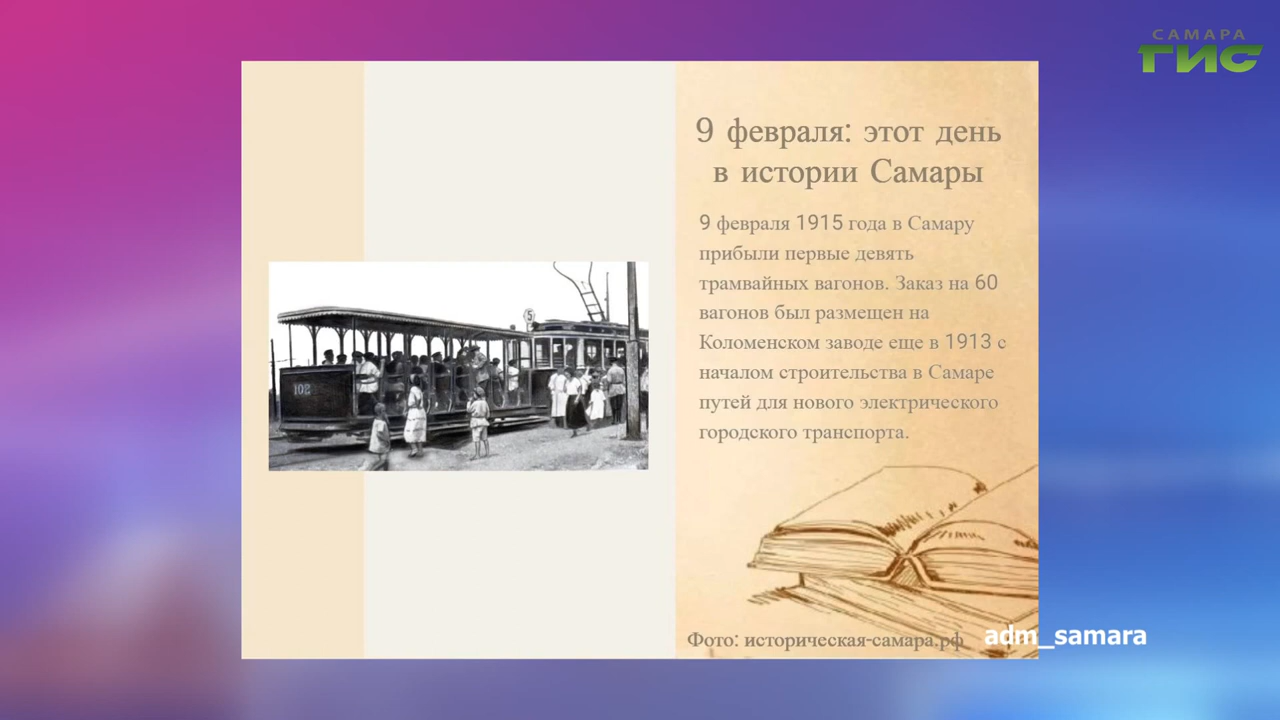 САМАРА
ГИС
9 февраля: этот день
в истории Самары
9 февраля 1915 года в Самару
прибыли первые девять
трамвайных вагонов. Заказ на 60
вагонов был размещен на
Коломенском заводе еще в 1913 с
началом строительства в Самаре
путей для нового электрического
городского транспорта.
5
102
Фото: историческая-самара.рф
adm_samara